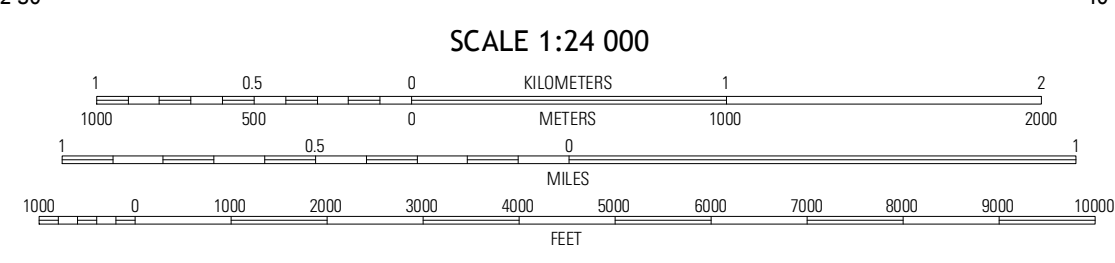 SCALE 1:24 000
1 0.5 0 KILOMETERS 1 2
1000 500 0 METERS 1000 2000
1 0.5 0 1
MILES
1000 0 1000 2000 3000 4000 5000 6000 7000 8000 9000 10000
FEET